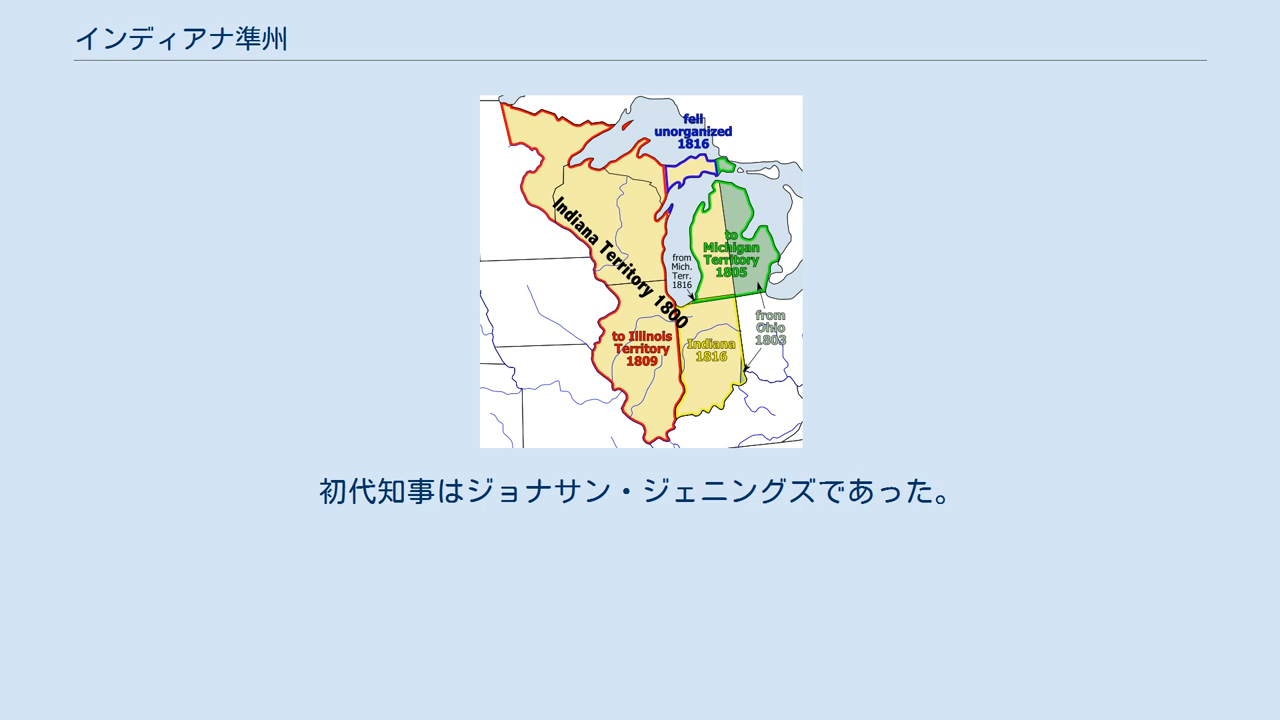 インディアナ準州
fell
unorganized
1816
Indiana Territory 1800
to
Michigan
Territory
1805
from
Mich.
Terr.
1816
from
Ohio
1803
to Illinois
Territory
1809
Indiana
1816
初代知事はジョナサン・ジェニングズであった。